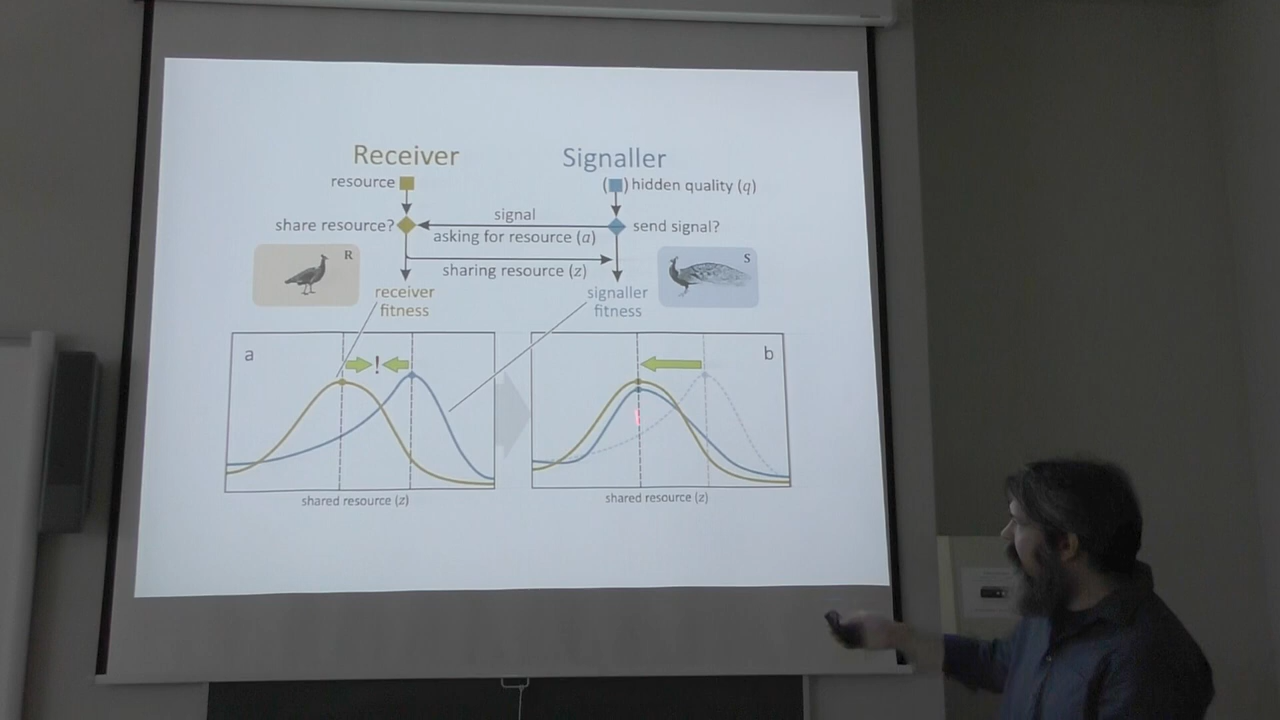 Receiver
Signaller
resource
( ) hidden quality (q)
share resource?
signal
send signal?
asking for resource (a)
R
S
sharing resource (z)
receiver
fitness
signaller
fitness
a
!
b
shared resource (z)
shared resource (z)